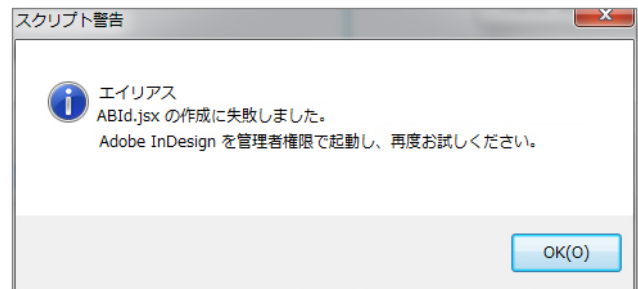 スクリプト警告
エイリアス
ABId.jsx の作成に失敗しました。
Adobe InDesign を管理者権限で起動し、再度お試しください。
OK(O)